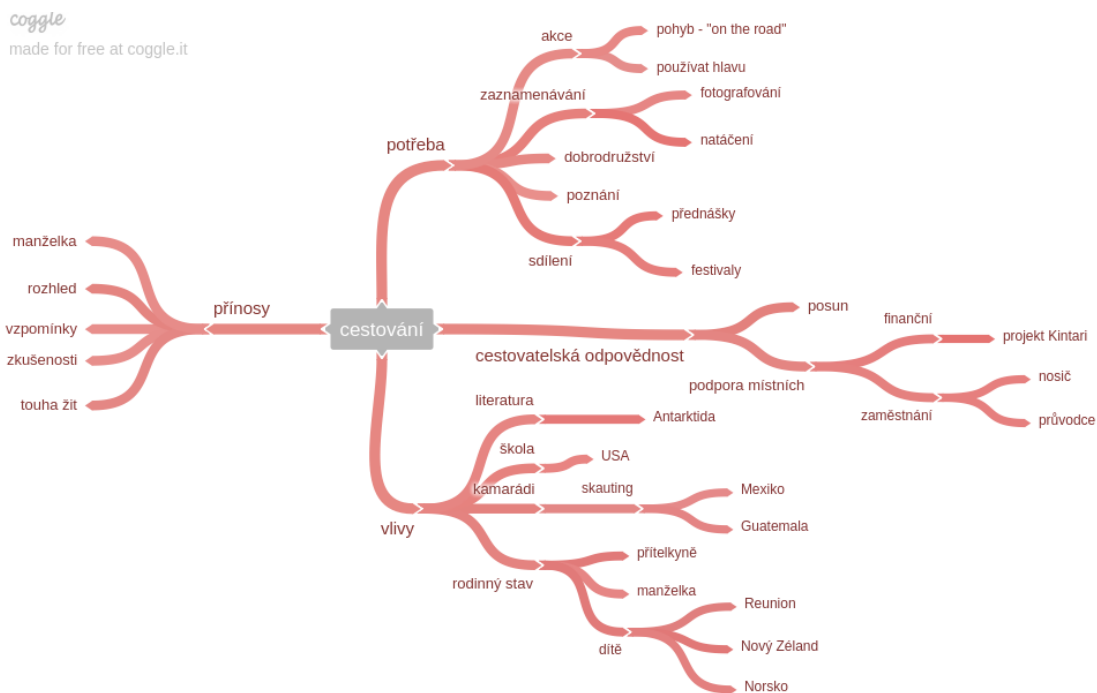 coggle
made for free at coggle.it
akce
pohyb - "on the road"
používat hlavu
zaznamenávání
fotografování
natáčení
potřeba
dobrodružství
poznání
sdílení
přednášky
festivaly
manželka
rozhled
vzpomínky
zkušenosti
touha žit
přínosy
cestování
cestovatelská odpovědnost
posun
podpora místních
finanční
projekt Kintari
zaměstnání
nosič
průvodce
literatura
Antarktida
škola
USA
kamarádi
skauting
Mexiko
Guatemala
vlivy
rodinný stav
přítelkyně
manželka
dítě
Reunion
Nový Zéland
Norsko